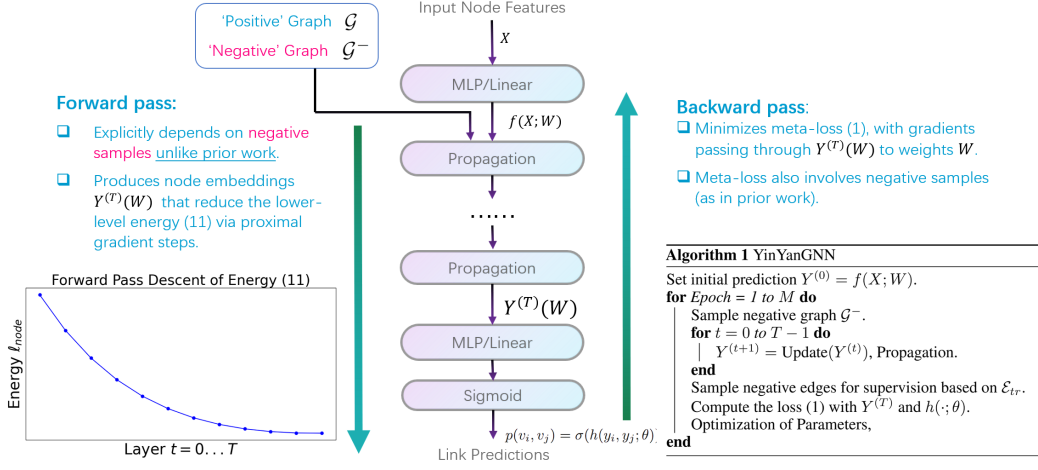 Input Node Features
'Positive' Graph 𝒢
'Negative' Graph 𝒢⁻
X
MLP/Linear
f(X;W)
Propagation
......
Propagation
Y^(T)(W)
MLP/Linear
Sigmoid
p(v_i, v_j) = σ(h(y_i, y_j; θ))
Link Predictions
Forward pass:
❑ Explicitly depends on negative
samples unlike prior work.
❑ Produces node embeddings
Y^(T)(W) that reduce the lower-
level energy (11) via proximal
gradient steps.
Forward Pass Descent of Energy (11)
Energy ℓ_node
Layer t = 0...T
Backward pass:
❑ Minimizes meta-loss (1), with gradients
passing through Y^(T)(W) to weights W.
❑ Meta-loss also involves negative samples
(as in prior work).
Algorithm 1 YinYanGNN
Set initial prediction Y^(0) = f(X; W).
for Epoch = 1 to M do
Sample negative graph 𝒢⁻.
for t = 0 to T − 1 do
Y^(t+1) = Update(Y^(t)), Propagation.
end
Sample negative edges for supervision based on ℰ_tr.
Compute the loss (1) with Y^(T) and h(·; θ).
Optimization of Parameters,
end